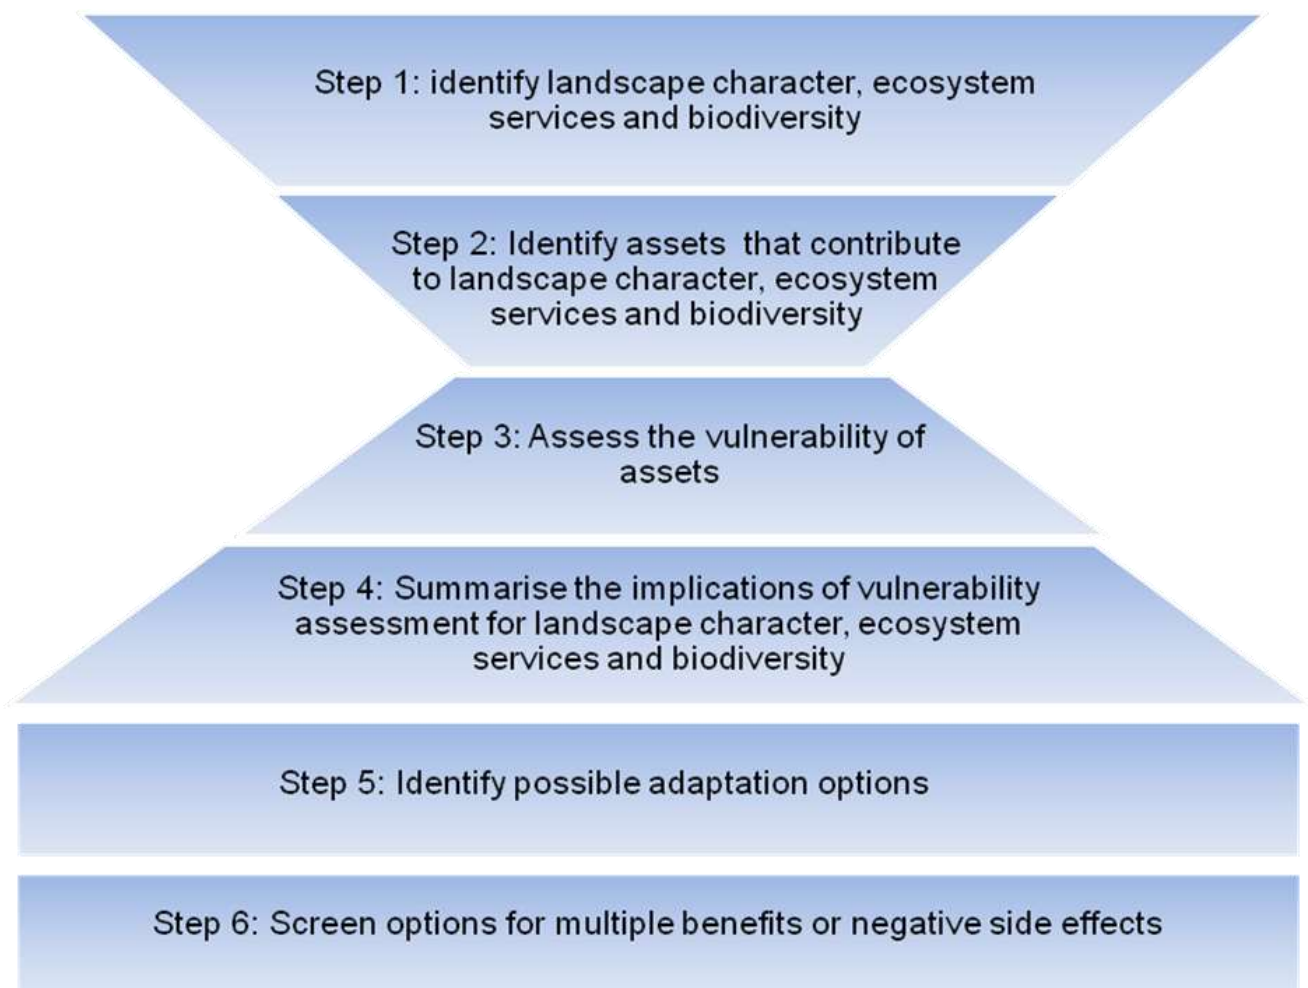 Step 1: identify landscape character, ecosystem
services and biodiversity
Step 2: Identify assets  that contribute
to landscape character, ecosystem
services and biodiversity
Step 3: Assess the vulnerability of
assets
Step 4: Summarise the implications of vulnerability
assessment for landscape character, ecosystem
services and biodiversity
Step 5: Identify possible adaptation options
Step 6: Screen options for multiple benefits or negative side effects